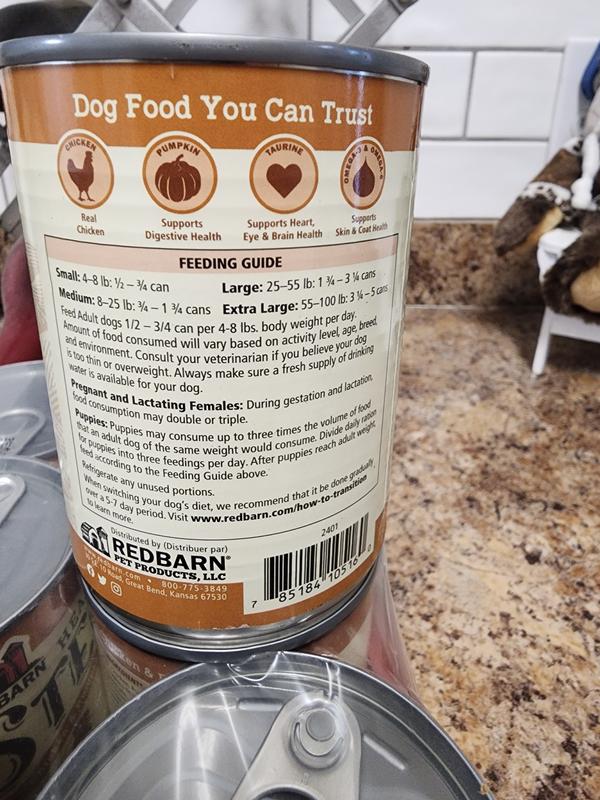 Dog Food You Can Trust
CHICKEN
PUMPKIN
TAURINE
OMEGA-3 & OMEGA-6
Real
Chicken
Supports
Digestive Health
Supports Heart,
Eye & Brain Health
Supports
Skin & Coat Health
FEEDING GUIDE
Small: 4–8 lb: ½ – ¾ can
Large: 25–55 lb: 1 ¾ – 3 ¼ cans
Medium: 8–25 lb: ¾ – 1 ¾ cans
Extra Large: 55–100 lb: 3 ¼ – 5 cans
Feed Adult dogs 1/2 – 3/4 can per 4-8 lbs. body weight per day.
Amount of food consumed will vary based on activity level, age, breed,
and environment. Consult your veterinarian if you believe your dog
is too thin or overweight. Always make sure a fresh supply of drinking
water is available for your dog.
Pregnant and Lactating Females: During gestation and lactation,
food consumption may double or triple.
Puppies: Puppies may consume up to three times the volume of food
that an adult dog of the same weight would consume. Divide daily ration
for puppies into three feedings per day. After puppies reach adult weight,
feed according to the Feeding Guide above.
Refrigerate any unused portions.
When switching your dog's diet, we recommend that it be done gradually
over a 5-7 day period. Visit www.redbarn.com/how-to-transition
to learn more.
Distributed by (Distribuer par)
REDBARN®
PET PRODUCTS, LLC
www.redbarn.com • 800-775-3849
10 Road, Great Bend, Kansas 67530
2401
7 85184 10516 0
BARN